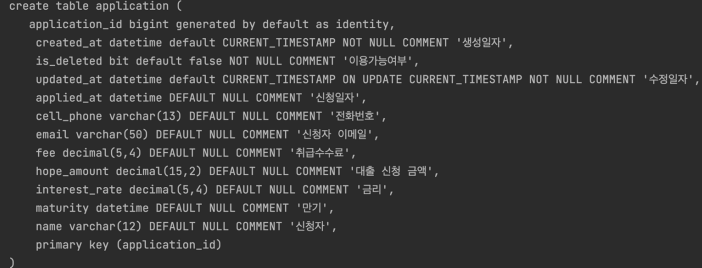 create table application (
application_id bigint generated by default as identity,
created_at datetime default CURRENT_TIMESTAMP NOT NULL COMMENT '생성일자',
is_deleted bit default false NOT NULL COMMENT '이용가능여부',
updated_at datetime default CURRENT_TIMESTAMP ON UPDATE CURRENT_TIMESTAMP NOT NULL COMMENT '수정일자',
applied_at datetime DEFAULT NULL COMMENT '신청일자',
cell_phone varchar(13) DEFAULT NULL COMMENT '전화번호',
email varchar(50) DEFAULT NULL COMMENT '신청자 이메일',
fee decimal(5,4) DEFAULT NULL COMMENT '취급수수료',
hope_amount decimal(15,2) DEFAULT NULL COMMENT '대출 신청 금액',
interest_rate decimal(5,4) DEFAULT NULL COMMENT '금리',
maturity datetime DEFAULT NULL COMMENT '만기',
name varchar(12) DEFAULT NULL COMMENT '신청자',
primary key (application_id)
)